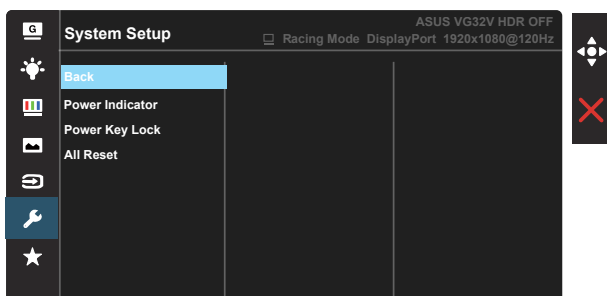 G
System Setup
ASUS VG32V HDR OFF
Racing Mode DisplayPort 1920x1080@120Hz
Back
Power Indicator
Power Key Lock
All Reset